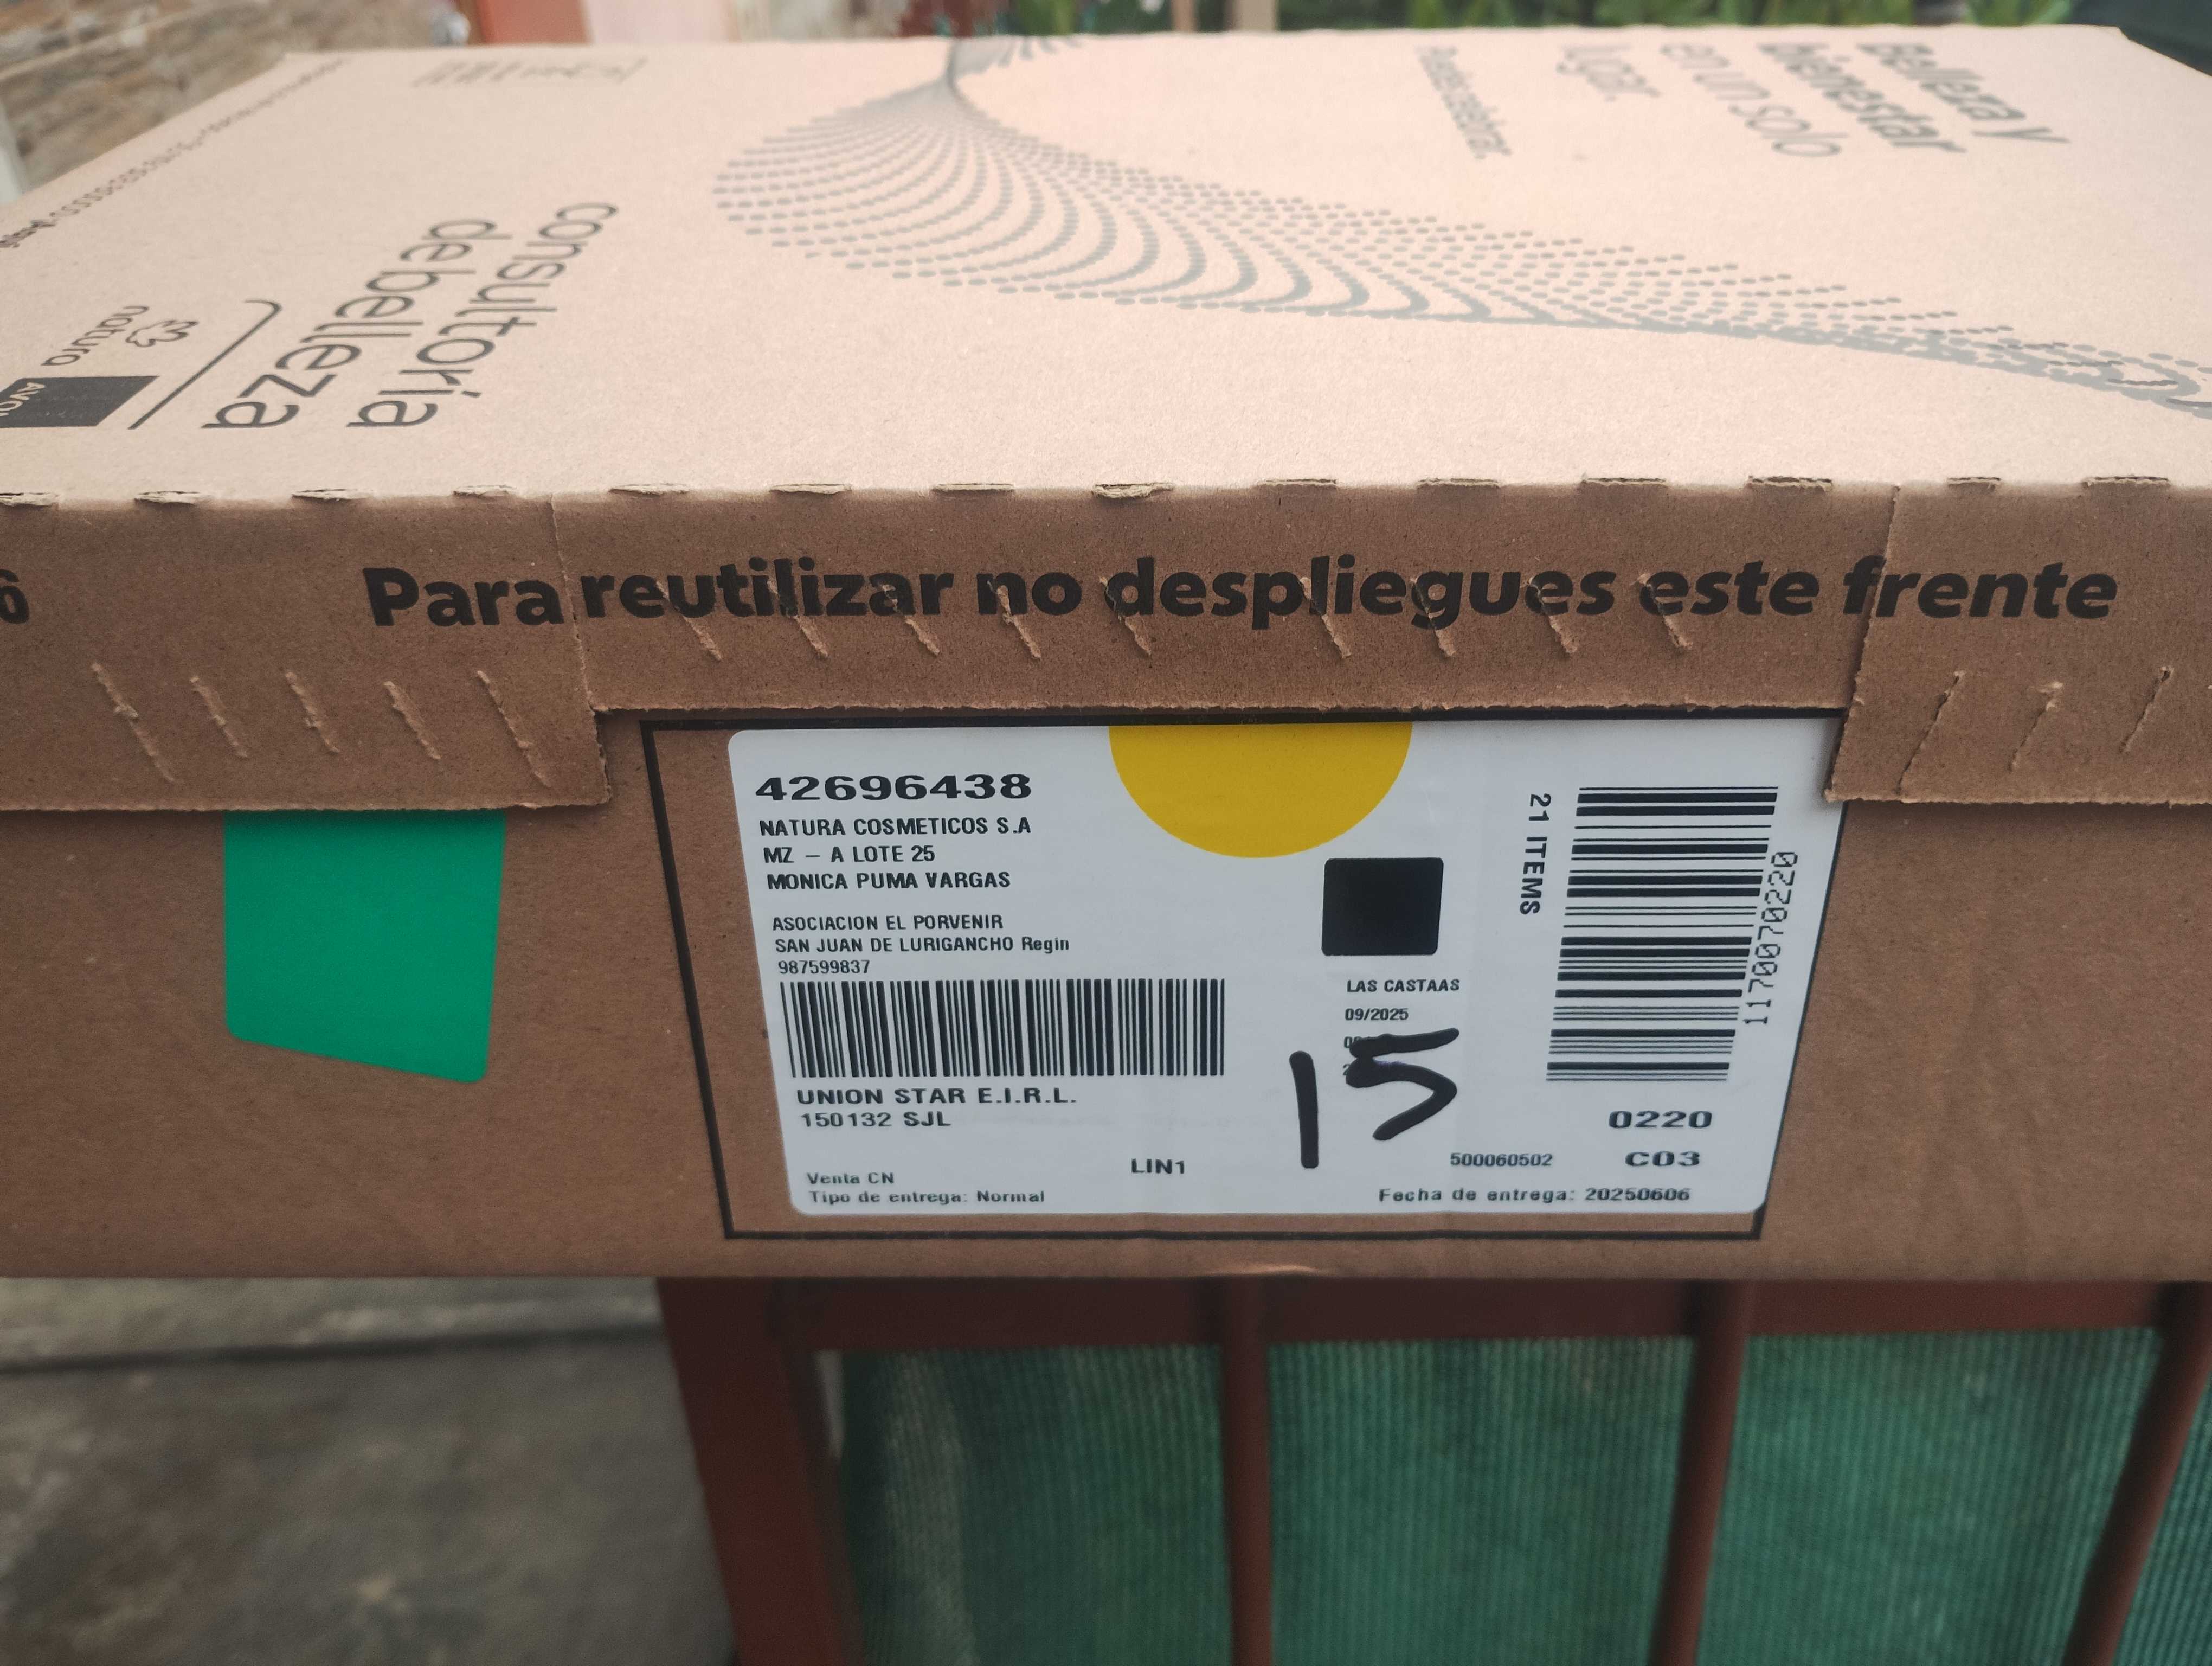 Belleza y
bienestar
en un solo
lugar.
consultoría
de belleza
natura
Para reutilizar no despliegues este frente
6
42696438
NATURA COSMETICOS S.A
MZ - A LOTE 25
MONICA PUMA VARGAS
ASOCIACION EL PORVENIR
SAN JUAN DE LURIGANCHO Regin
987599837
UNION STAR E.I.R.L.
150132 SJL
Venta CN
Tipo de entrega: Normal
LIN1
LAS CASTAAS
09/2025
15
21 ITEMS
1170070220
0220
500060502
C03
Fecha de entrega: 20250606